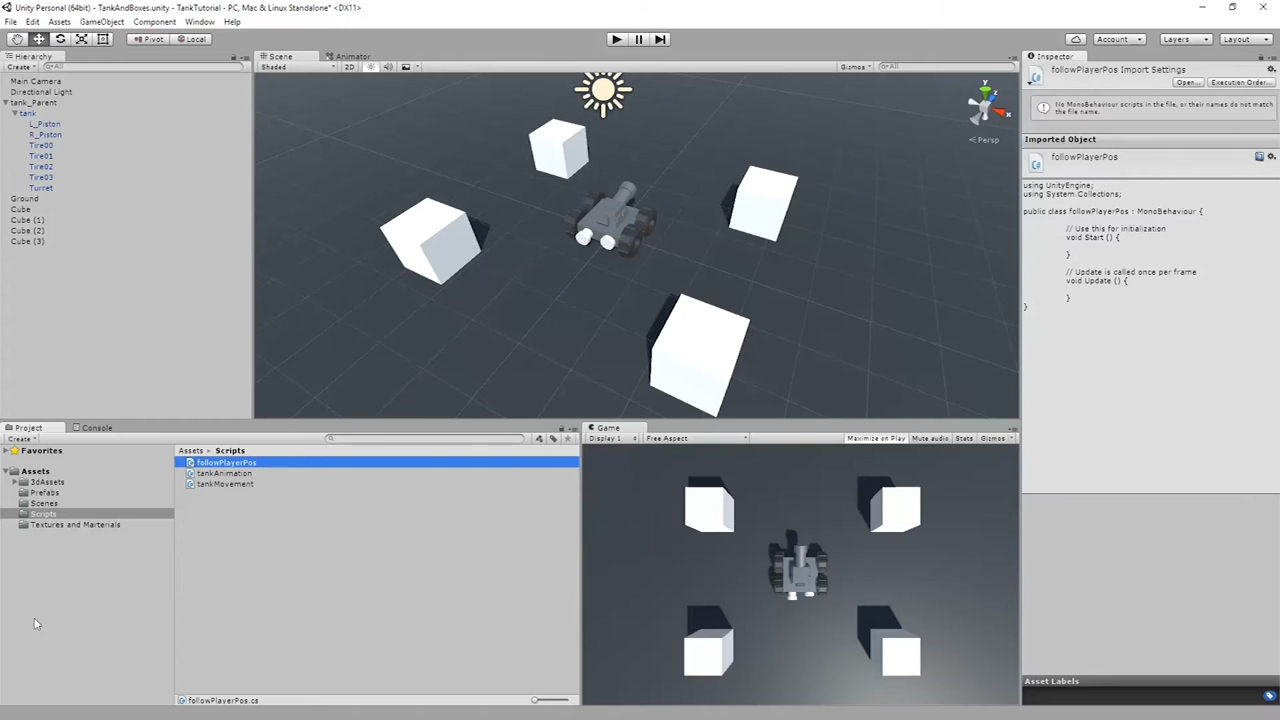 Unity Personal (64bit) - TankAndBoxes.unity - TankTutorial - PC, Mac & Linux Standalone* <DX11>
File Edit Assets GameObject Component Window Help
Pivot Local Account Layers Layout
Hierarchy
Create All
Main Camera
Directional Light
tank_Parent
tank
L_Piston
R_Piston
Tire00
Tire01
Tire02
Tire03
Turret
Ground
Cube
Cube (1)
Cube (2)
Cube (3)
Scene Animator
Shaded 2D Gizmos All
y
z
x
Persp
Inspector
followPlayerPos Import Settings
Open... Execution Order...
No MonoBehaviour scripts in the file, or their names do not match
the file name.
Imported Object
followPlayerPos
using UnityEngine;
using System.Collections;
public class followPlayerPos : MonoBehaviour {
// Use this for initialization
void Start () {
}
// Update is called once per frame
void Update () {
}
}
Project Console
Create
Favorites
Assets
3dAssets
Prefabs
Scenes
Scripts
Textures and Marterials
Assets Scripts
followPlayerPos
tankAnimation
tankMovement
followPlayerPos.cs
Game
Display 1 Free Aspect Maximize on Play Mute audio Stats Gizmos
Asset Labels